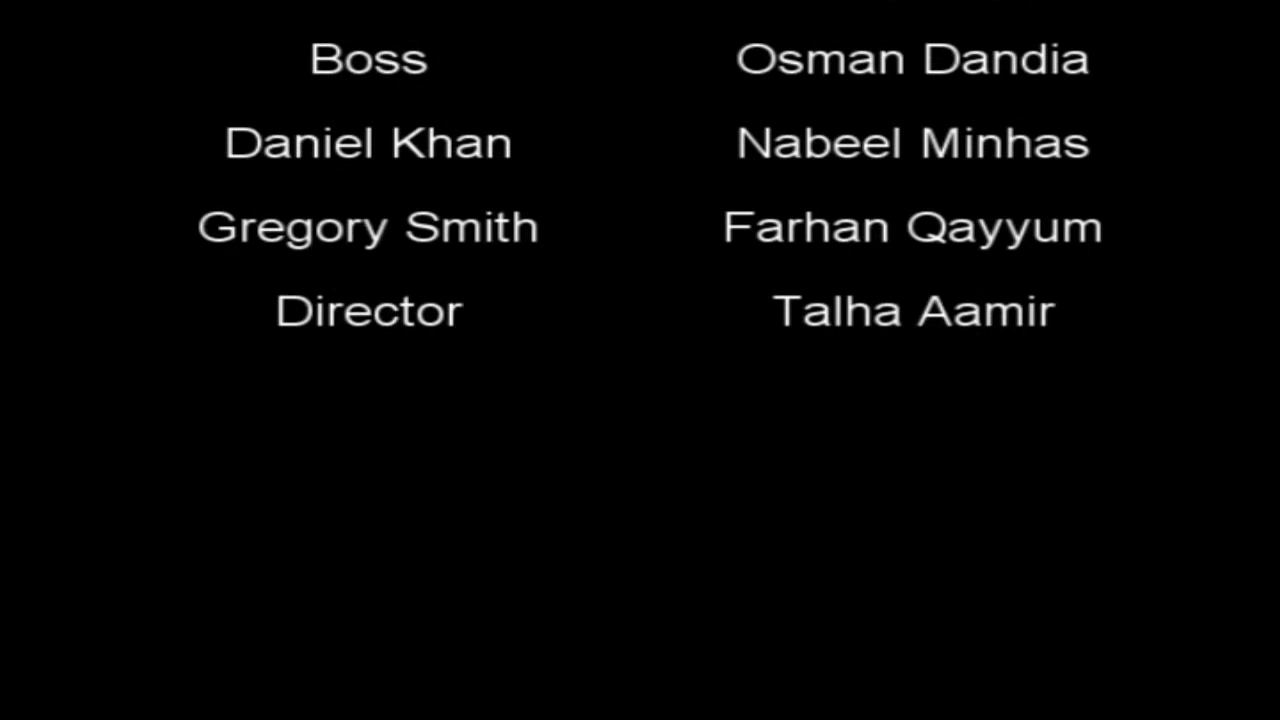 Boss Osman Dandia
Daniel Khan Nabeel Minhas
Gregory Smith Farhan Qayyum
Director Talha Aamir